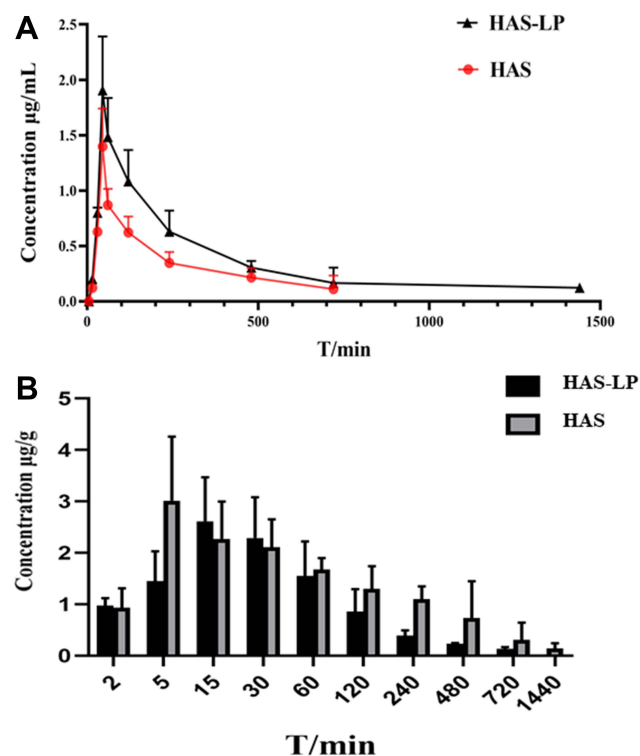 A
HAS-LP
HAS
Concentration μg/mL
2.5
2.0
1.5
1.0
0.5
0.0
0 500 1000 1500
T/min
B
HAS-LP
HAS
Concentration μg/g
5
4
3
2
1
0
2 5 15 30 60 120 240 480 720 1440
T/min